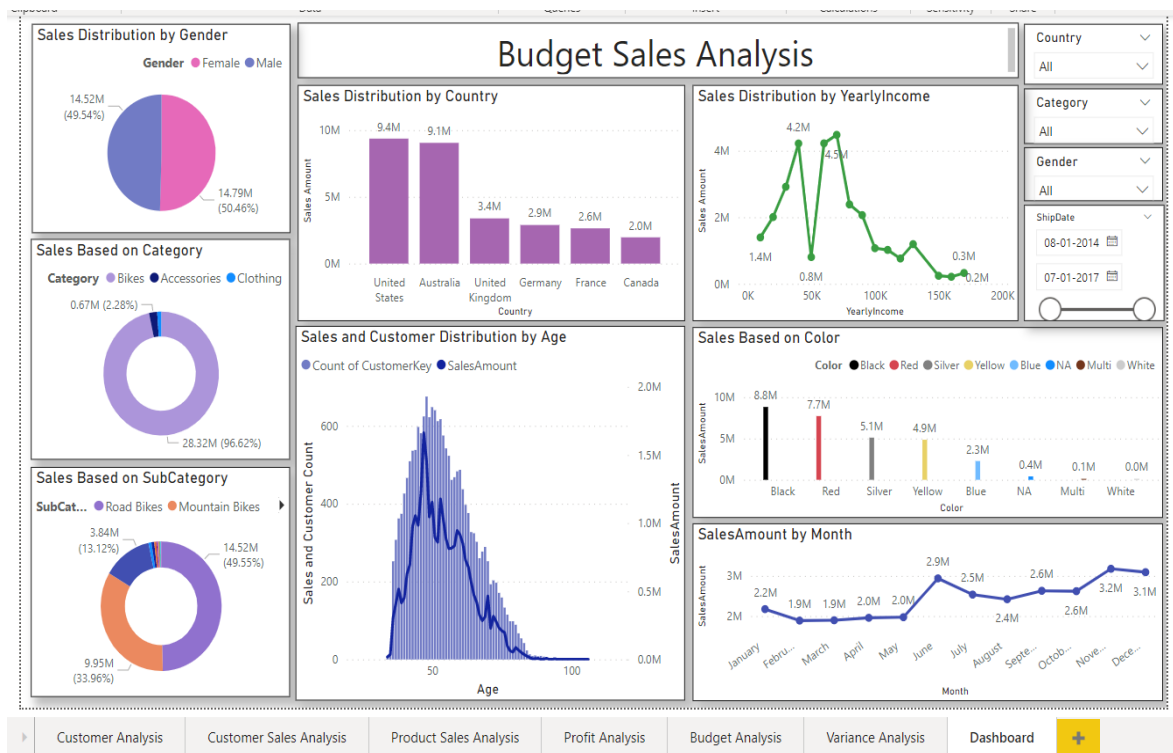 Clipboard Data Queries Insert Calculations Sensitivity Share
Sales Distribution by Gender
Gender Female Male
14.52M
(49.54%)
14.79M
(50.46%)
Sales Based on Category
Category Bikes Accessories Clothing
0.67M (2.28%)
28.32M (96.62%)
Sales Based on SubCategory
SubCat... Road Bikes Mountain Bikes
3.84M
(13.12%)
14.52M
(49.55%)
9.95M
(33.96%)
Budget Sales Analysis
Sales Distribution by Country
Sales Amount
10M
5M
0M
9.4M
9.1M
3.4M
2.9M
2.6M
2.0M
United
States
Australia
United
Kingdom
Germany
France
Canada
Country
Sales Distribution by YearlyIncome
Sales Amount
4M
2M
0M
4.2M
4.5M
1.4M
0.8M
0.3M
0.2M
0K 50K 100K 150K 200K
YearlyIncome
Country
All
Category
All
Gender
All
ShipDate
08-01-2014
07-01-2017
Sales and Customer Distribution by Age
Count of CustomerKey SalesAmount
Sales and Customer Count
600
400
200
0
2.0M
1.5M
1.0M
0.5M
0.0M
SalesAmount
50 100
Age
Sales Based on Color
Color Black Red Silver Yellow Blue NA Multi White
SalesAmount
10M
5M
0M
8.8M
7.7M
5.1M
4.9M
2.3M
0.4M
0.1M
0.0M
Black Red Silver Yellow Blue NA Multi White
Color
SalesAmount by Month
SalesAmount
3M
2M
2.2M
1.9M
1.9M
2.0M
2.0M
2.9M
2.5M
2.4M
2.6M
2.6M
3.2M
3.1M
January Febru... March April May June July August Septe... Octob... Nove... Dece...
Month
Customer Analysis Customer Sales Analysis Product Sales Analysis Profit Analysis Budget Analysis Variance Analysis Dashboard +